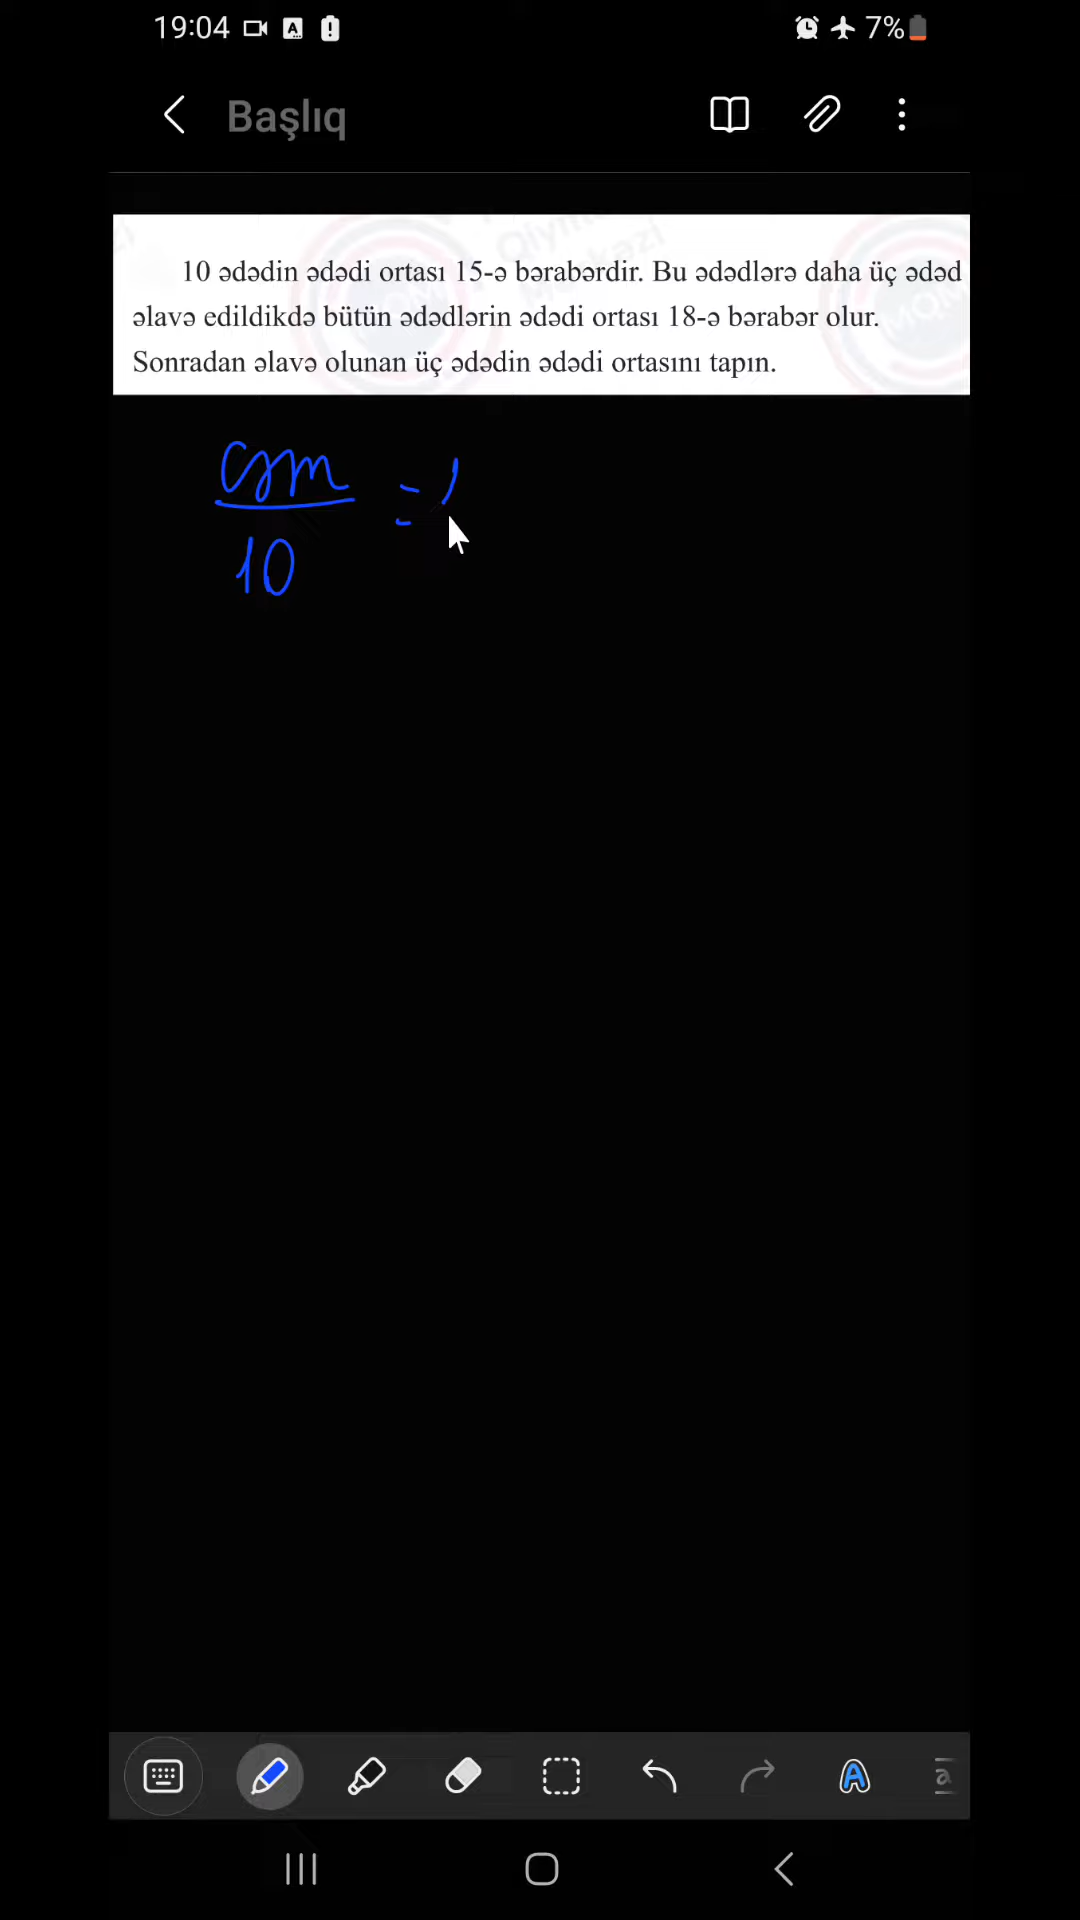 19:04
7%
Başlıq
10 ədədin ədədi ortası 15-ə bərabərdir. Bu ədədlərə daha üç ədəd
əlavə edildikdə bütün ədədlərin ədədi ortası 18-ə bərabər olur.
Sonradan əlavə olunan üç ədədin ədədi ortasını tapın.
cəm
10
=1